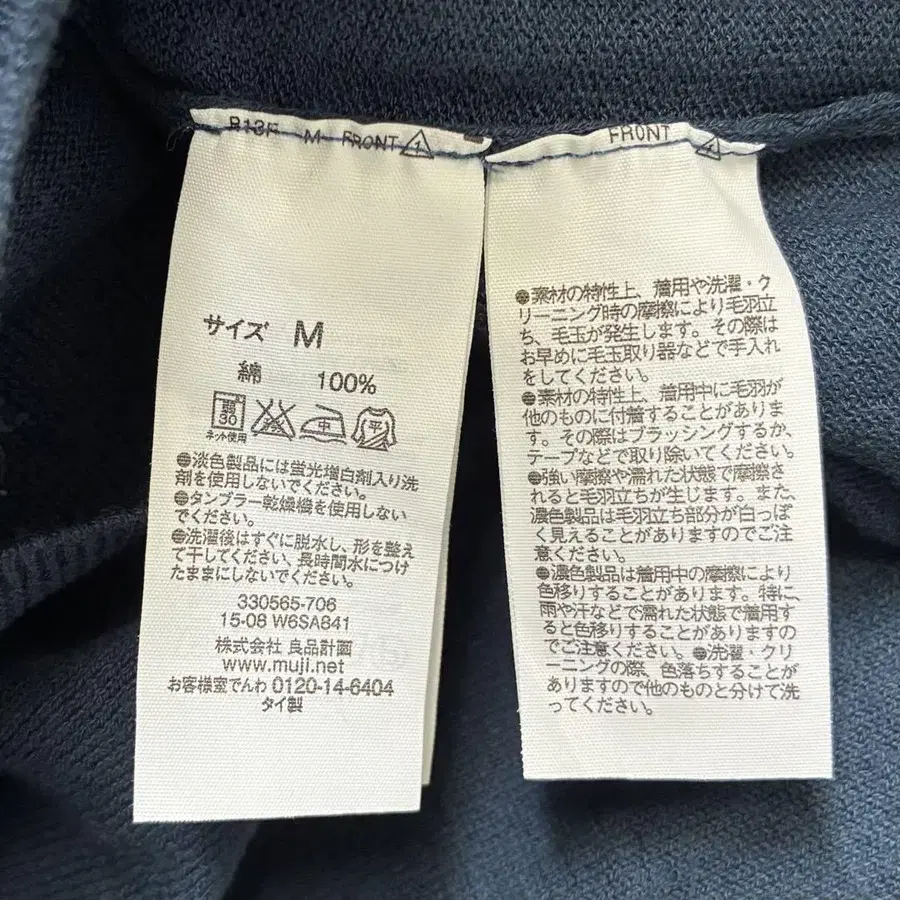 R13F M FRONT 1
サイズ M
綿 100%
弱 30 中 平
ネット使用
●淡色製品には蛍光増白剤入り洗
剤を使用しないでください。
●タンブラー乾燥機を使用しない
でください。
●洗濯後はすぐに脱水し、形を整え
て干してください、長時間水につけ
たままにしないでください。
330565-706
15-08 W6SA841
株式会社 良品計画
www.muji.net
お客様室でんわ 0120-14-6404
タイ製
FRONT
●素材の特性上、着用や洗濯・ク
リーニング時の摩擦により毛羽立
ち、毛玉が発生します。その際は
お早めに毛玉取り器などで手入れ
をしてください。
●素材の特性上、着用中に毛羽が
他のものに付着することがありま
す。その際はブラッシングするか、
テープなどで取り除いてください。
●強い摩擦や濡れた状態で摩擦さ
れると毛羽立ちが生じます。また、
濃色製品は毛羽立ち部分が白っぽ
く見えることがありますのでご注
意ください。
●濃色製品は着用中の摩擦により
色移りすることがあります。特に、
雨や汗などで濡れた状態で着用す
ると色移りすることがありますの
でご注意ください。●洗濯・クリ
ーニングの際、色落ちすることが
ありますので他のものと分けて洗
ってください。